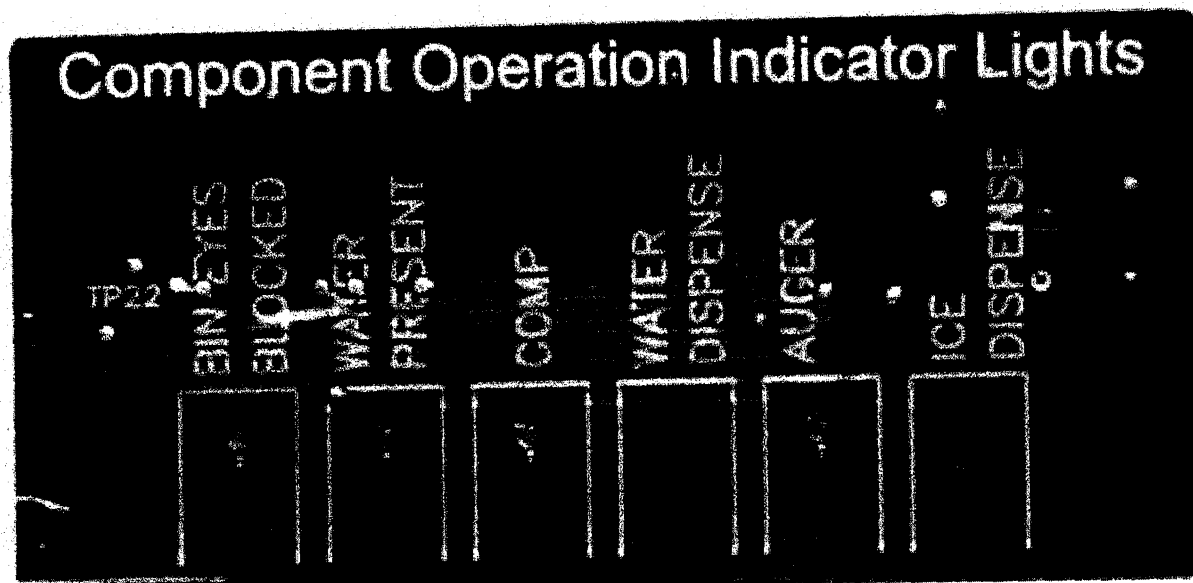 Component Operation Indicator Lights
TP22
BIN EYES
BLOCKED
WATER
PRESENT
COMP
WATER
DISPENSE
AUGER
ICE
DISPENSE